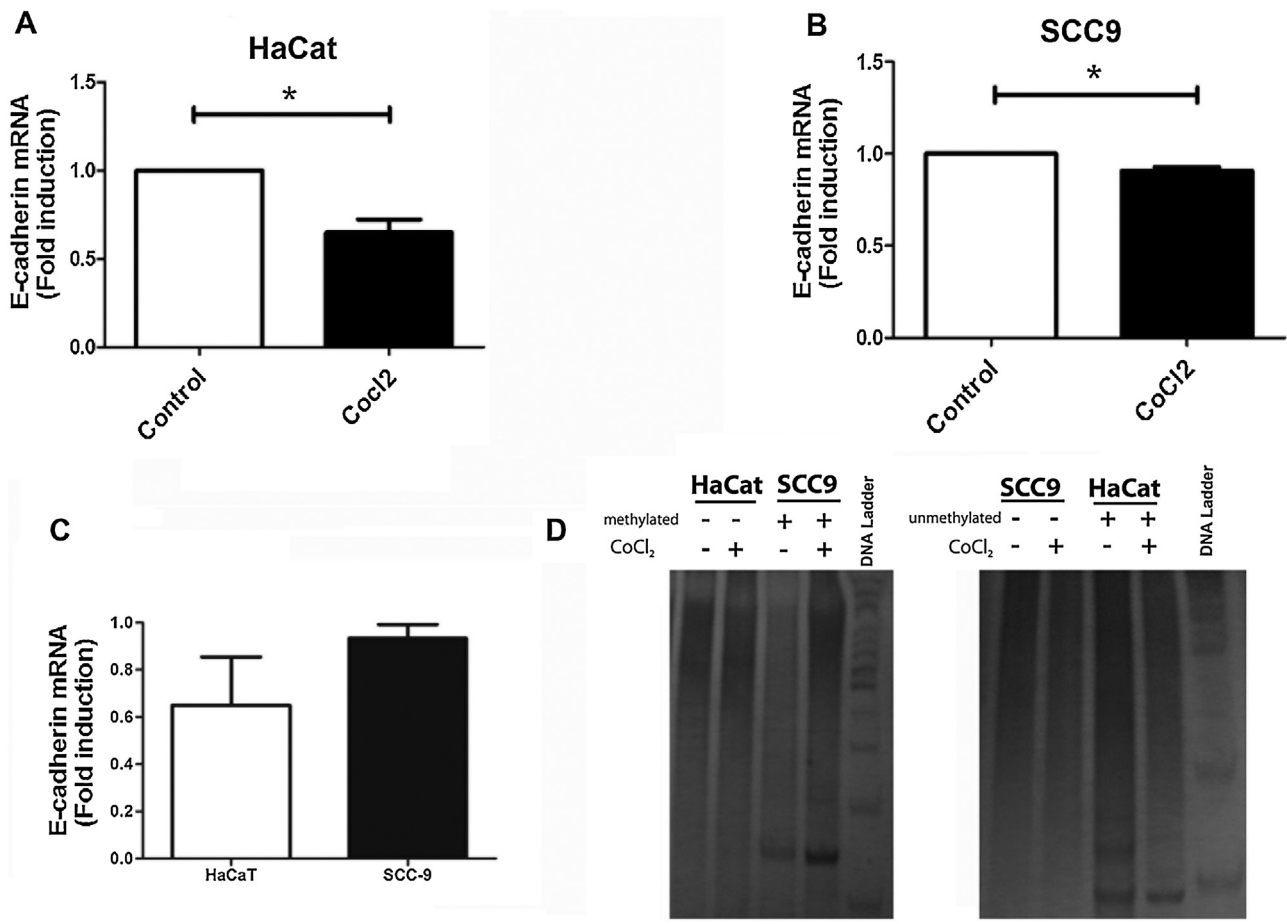 A
HaCat
E-cadherin mRNA
(Fold induction)
1.5
*
1.0
0.5
0.0
Control
Cocl2
B
SCC9
E-cadherin mRNA
(Fold induction)
1.5
*
1.0
0.5
0.0
Control
CoCl2
C
E-cadherin mRNA
(Fold induction)
1.0
0.8
0.6
0.4
0.2
0.0
HaCaT
SCC-9
D
HaCat SCC9
methylated - - + +
CoCl₂ - + - +
DNA Ladder
SCC9 HaCat
unmethylated - - + +
CoCl₂ - + - +
DNA Ladder